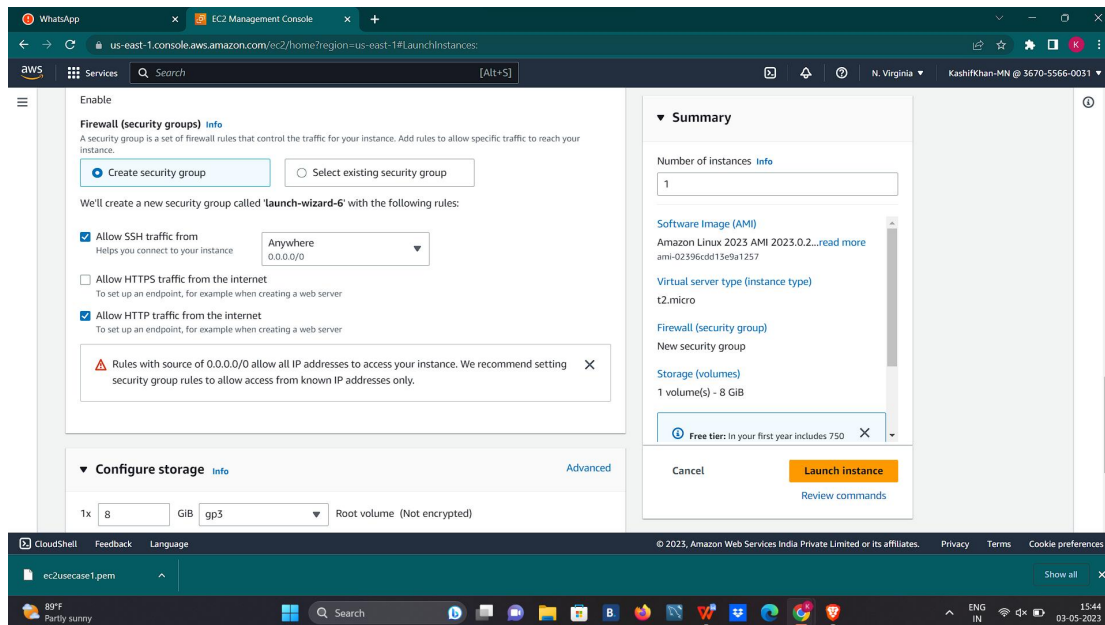 WhatsApp
EC2 Management Console
us-east-1.console.aws.amazon.com/ec2/home?region=us-east-1#LaunchInstances:
K
aws
Services
Search
[Alt+S]
N. Virginia
KashifKhan-MN @ 3670-5566-0031
Enable
Firewall (security groups) Info
A security group is a set of firewall rules that control the traffic for your instance. Add rules to allow specific traffic to reach your
instance.
Create security group
Select existing security group
We'll create a new security group called 'launch-wizard-6' with the following rules:
Allow SSH traffic from
Helps you connect to your instance
Anywhere
0.0.0.0/0
Allow HTTPS traffic from the internet
To set up an endpoint, for example when creating a web server
Allow HTTP traffic from the internet
To set up an endpoint, for example when creating a web server
Rules with source of 0.0.0.0/0 allow all IP addresses to access your instance. We recommend setting
security group rules to allow access from known IP addresses only.
Configure storage Info
Advanced
1x 8 GiB gp3 Root volume (Not encrypted)
Summary
Number of instances Info
1
Software Image (AMI)
Amazon Linux 2023 AMI 2023.0.2...read more
ami-02396cdd13e9a1257
Virtual server type (instance type)
t2.micro
Firewall (security group)
New security group
Storage (volumes)
1 volume(s) - 8 GiB
Free tier: In your first year includes 750
Cancel
Launch instance
Review commands
CloudShell
Feedback
Language
© 2023, Amazon Web Services India Private Limited or its affiliates.
Privacy
Terms
Cookie preferences
ec2usecase1.pem
Show all
89°F
Partly sunny
Search
B.
ENG
IN
15:44
03-05-2023